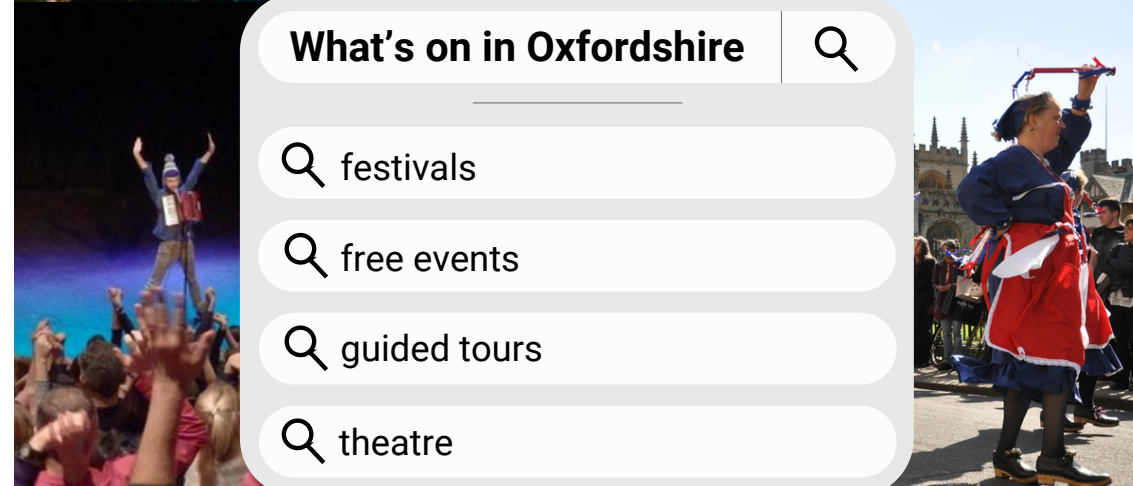 What’s on in Oxfordshire
festivals
free events
guided tours
theatre